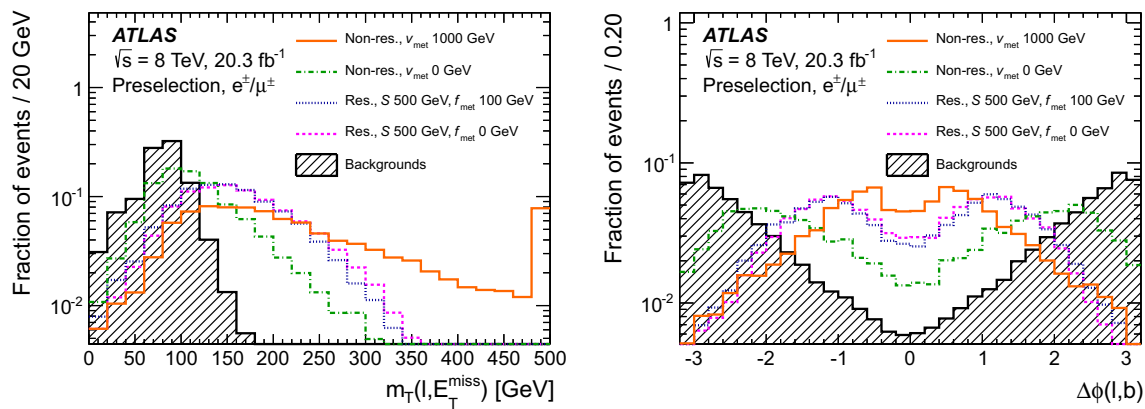 Fraction of events / 20 GeV
ATLAS
√s = 8 TeV, 20.3 fb⁻¹
Preselection, e±/μ±
Non-res., v_met 1000 GeV
Non-res., v_met 0 GeV
Res., S 500 GeV, f_met 100 GeV
Res., S 500 GeV, f_met 0 GeV
Backgrounds
1
10⁻¹
10⁻²
0 50 100 150 200 250 300 350 400 450 500
m_T(l,E_T^miss) [GeV]
Fraction of events / 0.20
ATLAS
√s = 8 TeV, 20.3 fb⁻¹
Preselection, e±/μ±
Non-res., v_met 1000 GeV
Non-res., v_met 0 GeV
Res., S 500 GeV, f_met 100 GeV
Res., S 500 GeV, f_met 0 GeV
Backgrounds
1
10⁻¹
10⁻²
-3 -2 -1 0 1 2 3
Δϕ(l,b)